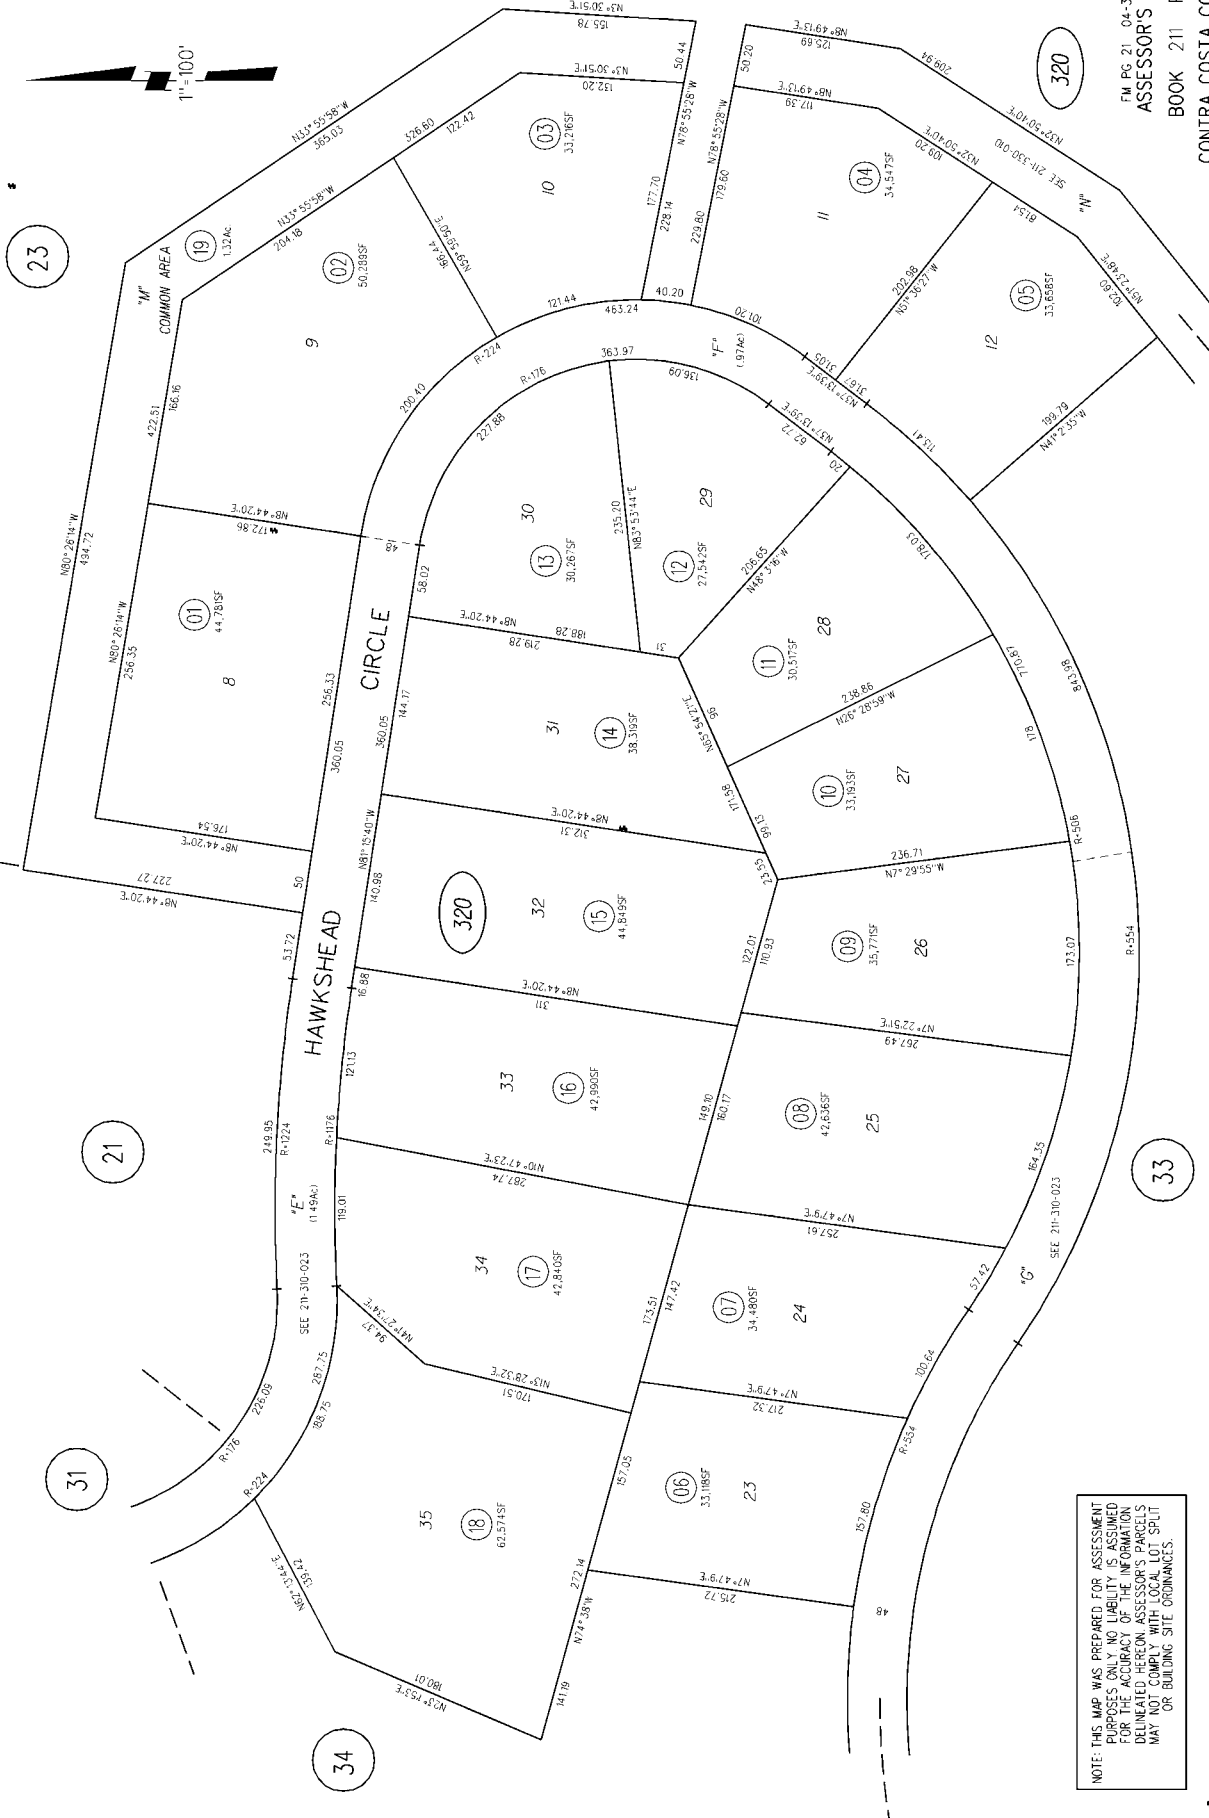 1"=100'
23
21
31
34
33
320
320
FM PG 21 04-3
ASSESSOR'S
BOOK 211 P
CONTRA COSTA CO
HAWKSHEAD CIRCLE
"M"
COMMON AREA
19
1.32Ac.
N80°26'14"W
494.72
N33°55'58"W
365.03
N3°30'51"E
155.78
50.44
422.51
166.16
N80°26'14"W
256.35
N33°55'58"W
204.18
326.60
122.42
N3°30'51"E
132.20
N8°44'20"E
227.27
N8°44'20"E
176.54
01
44,781SF
8
N8°44'20"E
172.86
02
50,289SF
9
N59°59'50"E
166.44
03
33,216SF
10
N78°55'28"W
177.70
228.14
50.20
N8°49'13"E
125.69
N8°49'13"E
117.39
N78°55'28"W
179.60
229.80
04
34,547SF
11
209.94
N32°50'40"E
N32°50'40"E
109.20
SEE 211-330-010
"N"
81.54
N51°23'48"E
102.60
202.98
N51°36'27"W
05
33,658SF
12
199.79
N41°2'35"W
53.72
50
360.05
256.33
48
200.40
R=224
121.44
463.24
40.20
101.20
31.05
N37°13'39"E
31.67
113.41
"F"
(.97Ac)
843.98
R=554
249.95
R=1224
"E"
(1.49Ac)
SEE 211-310-023
226.09
R=176
R=224
188.75
287.75
119.01
R=1176
121.13
16.88
140.98
N81°15'40"W
360.05
144.17
58.02
227.88
R=176
363.97
136.09
N37°13'39"E
62.72
20
178.03
770.87
178
R=506
173.07
164.35
57.42
SEE 211-310-023
"G"
100.64
R=554
157.80
48
13
30,267SF
30
235.20
N83°53'44"E
12
27,542SF
29
206.65
N48°3'16"W
11
30,517SF
28
238.86
N26°28'59"W
10
33,193SF
27
236.71
N7°29'55"W
09
35,771SF
26
N7°22'51"E
267.49
08
42,636SF
25
N7°47'9"E
257.61
07
34,480SF
24
N7°47'9"E
217.32
06
33,118SF
23
N7°47'9"E
215.72
N8°44'20"E
188.28
219.28
31
14
38,319SF
31
N65°54'21"E
96
171.58
99.13
23.55
N8°44'20"E
312.31
15
44,849SF
32
122.01
110.93
N8°44'20"E
311
16
42,990SF
33
149.10
160.17
N10°47'23"E
287.74
17
42,840SF
34
173.51
147.42
N41°27'34"E
94.37
N13°28'32"E
170.51
157.05
18
62,574SF
35
N62°13'44"E
139.42
N23°1'53"E
180.01
N74°38'W
272.14
141.19
NOTE: THIS MAP WAS PREPARED FOR ASSESSMENT
PURPOSES ONLY. NO LIABILITY IS ASSUMED
FOR THE ACCURACY OF THE INFORMATION
DELINEATED HEREON. ASSESSOR'S PARCELS
MAY NOT COMPLY WITH LOCAL LOT SPLIT
OR BUILDING SITE ORDINANCES.